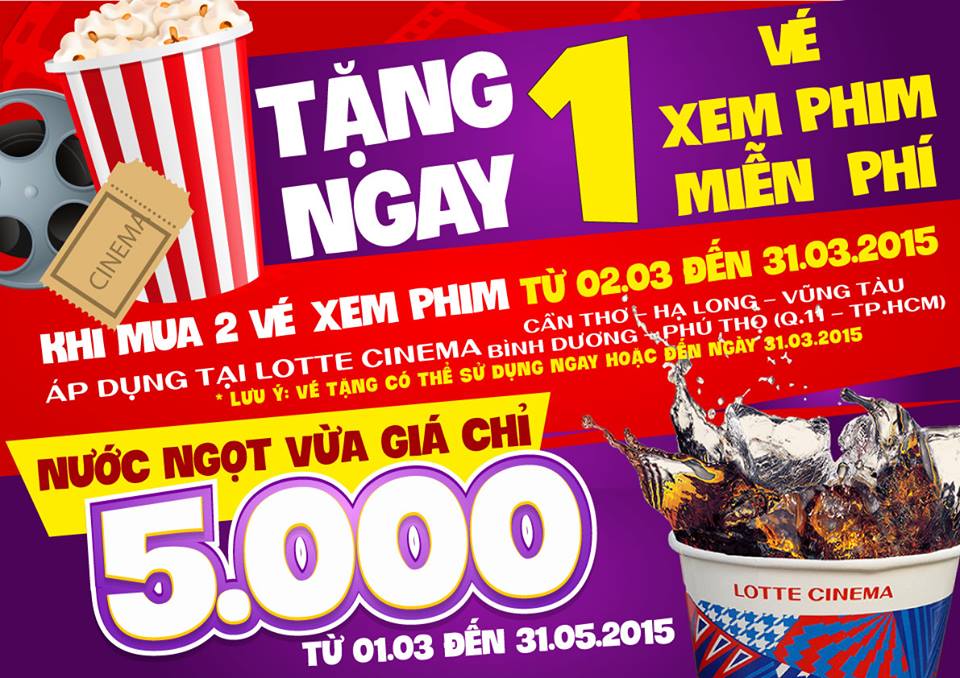 TẶNG NGAY
1
VÉ
XEM PHIM
MIỄN PHÍ
CINEMA
KHI MUA 2 VÉ XEM PHIM TỪ 02.03 ĐẾN 31.03.2015
ÁP DỤNG TẠI LOTTE CINEMA
CẦN THƠ – HẠ LONG – VŨNG TÀU
BÌNH DƯƠNG – PHÚ THỌ (Q.11 – TP.HCM)
* LƯU Ý: VÉ TẶNG CÓ THỂ SỬ DỤNG NGAY HOẶC ĐẾN NGÀY 31.03.2015
NƯỚC NGỌT VỪA GIÁ CHỈ
5.000
TỪ 01.03 ĐẾN 31.05.2015
LOTTE CINEMA